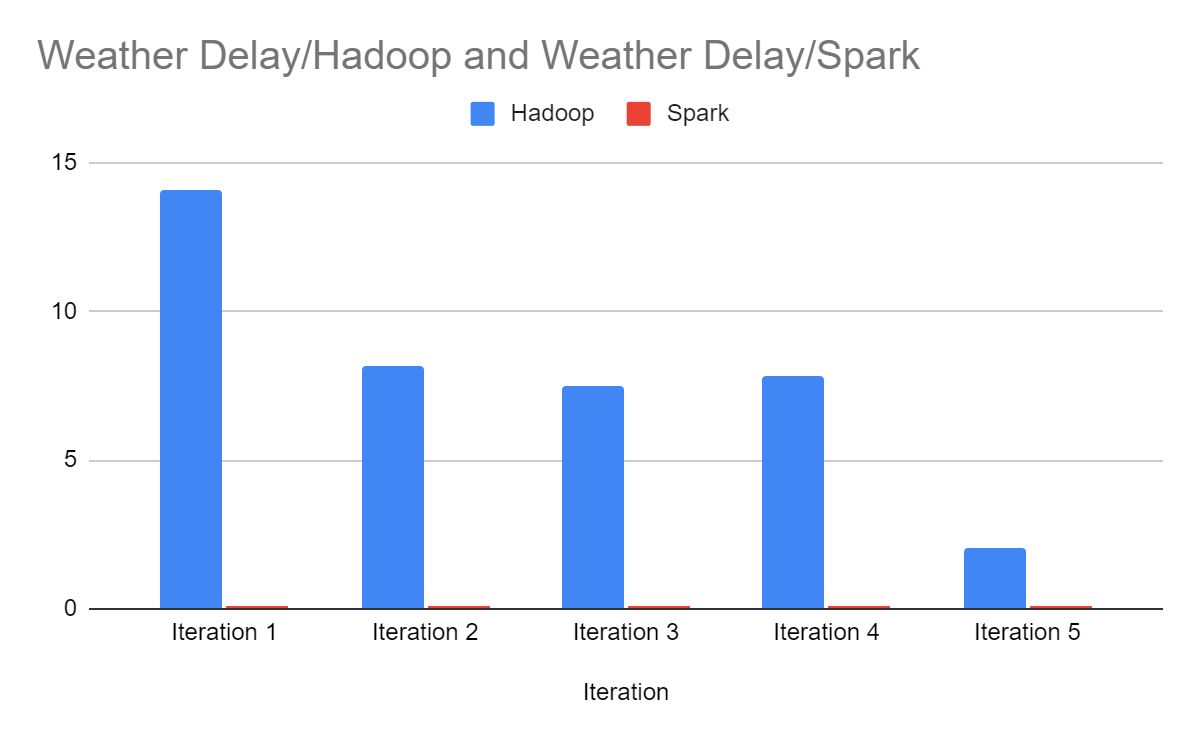 Weather Delay/Hadoop and Weather Delay/Spark
Hadoop Spark
15
10
5
0
Iteration 1 Iteration 2 Iteration 3 Iteration 4 Iteration 5
Iteration